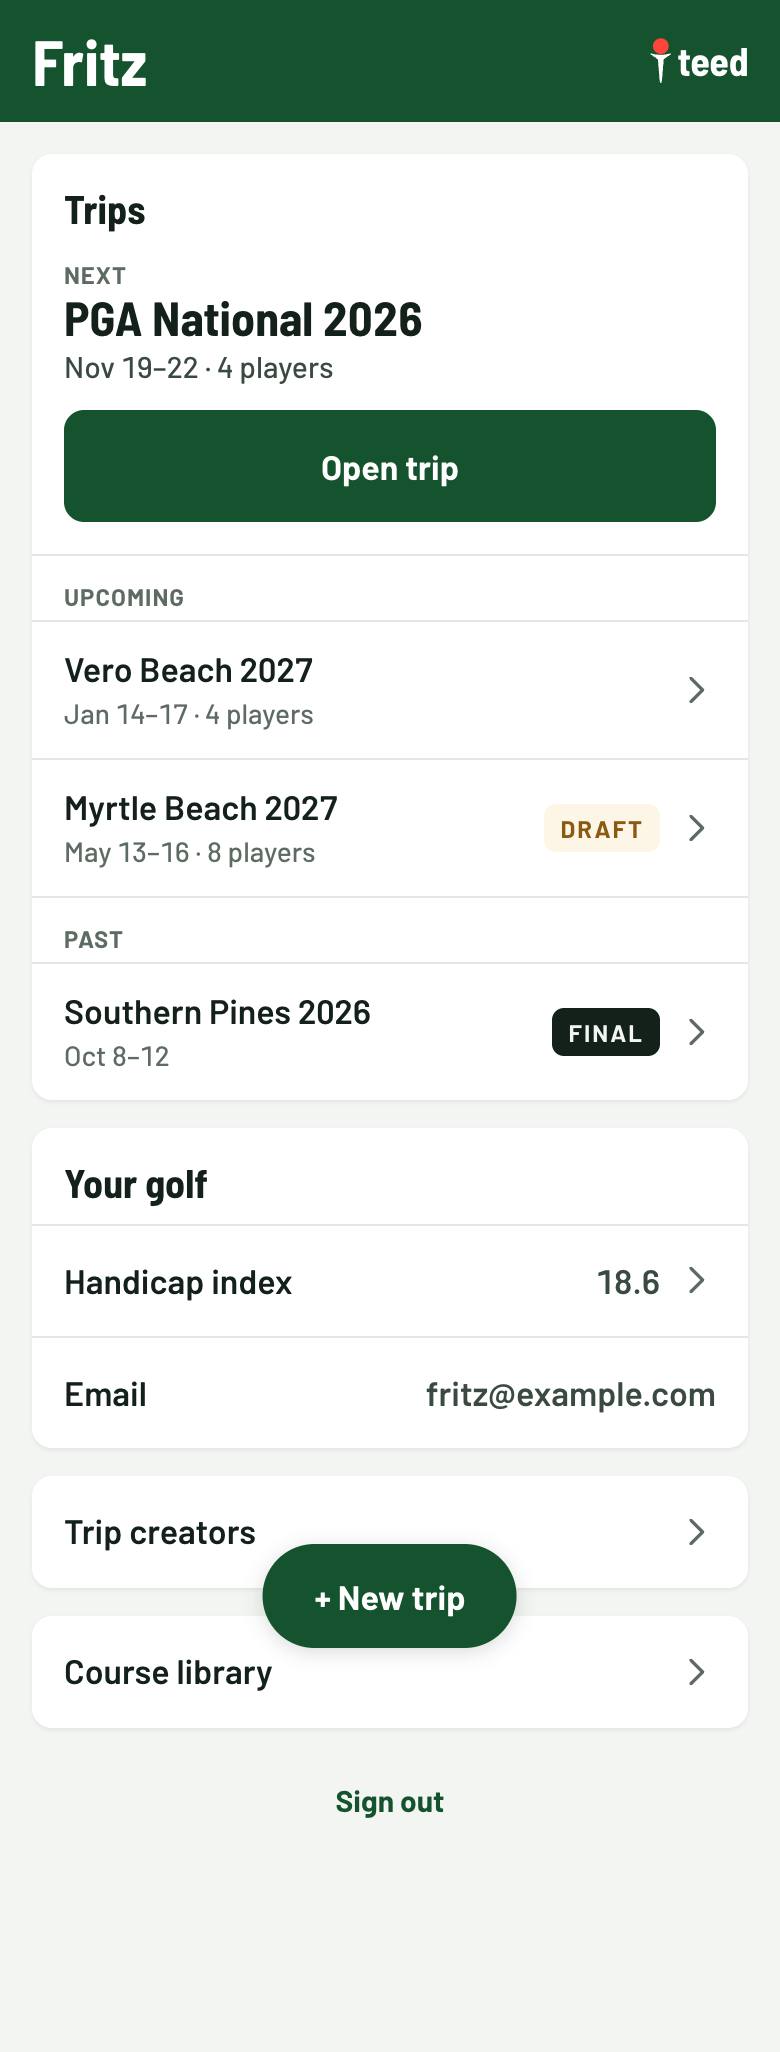 Fritz
teed
Trips
NEXT
PGA National 2026
Nov 19–22 · 4 players
Open trip
UPCOMING
Vero Beach 2027
Jan 14–17 · 4 players
Myrtle Beach 2027
DRAFT
May 13–16 · 8 players
PAST
Southern Pines 2026
FINAL
Oct 8–12
Your golf
Handicap index 18.6
Email fritz@example.com
Trip creators
+ New trip
Course library
Sign out